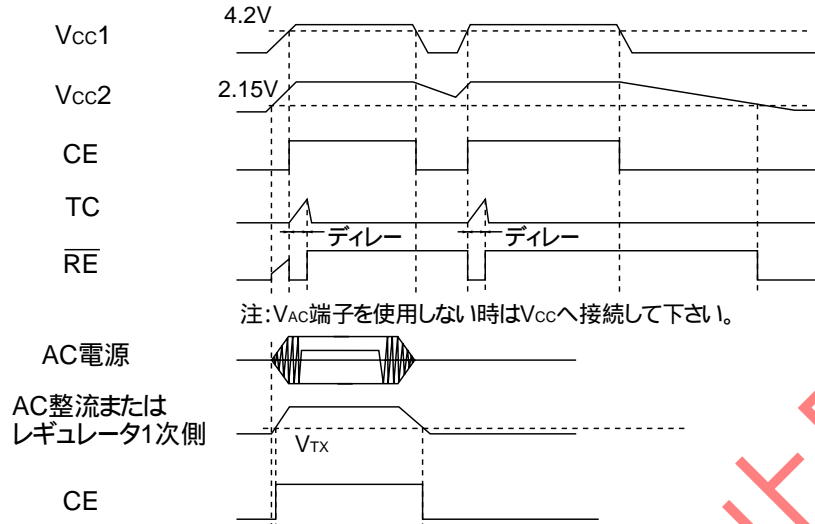 4.2V
Vcc1
Vcc2
2.15V
CE
TC
ディレー
ディレー
RE
注:VAC端子を使用しない時はVccへ接続して下さい。
AC電源
AC整流または
レギュレータ1次側
VTX
CE